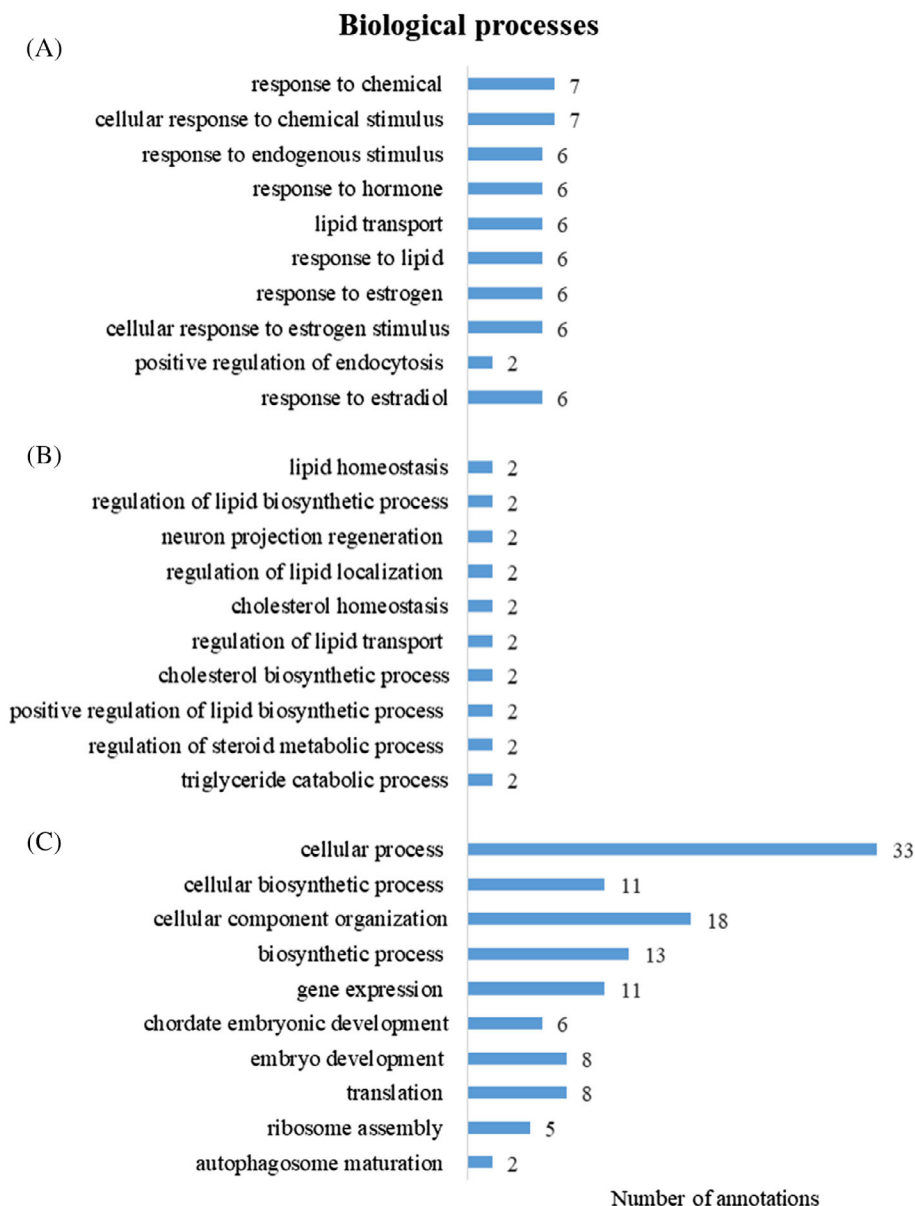 Biological processes
(A)
response to chemical 7
cellular response to chemical stimulus 7
response to endogenous stimulus 6
response to hormone 6
lipid transport 6
response to lipid 6
response to estrogen 6
cellular response to estrogen stimulus 6
positive regulation of endocytosis 2
response to estradiol 6
(B)
lipid homeostasis 2
regulation of lipid biosynthetic process 2
neuron projection regeneration 2
regulation of lipid localization 2
cholesterol homeostasis 2
regulation of lipid transport 2
cholesterol biosynthetic process 2
positive regulation of lipid biosynthetic process 2
regulation of steroid metabolic process 2
triglyceride catabolic process 2
(C)
cellular process 33
cellular biosynthetic process 11
cellular component organization 18
biosynthetic process 13
gene expression 11
chordate embryonic development 6
embryo development 8
translation 8
ribosome assembly 5
autophagosome maturation 2
Number of annotations